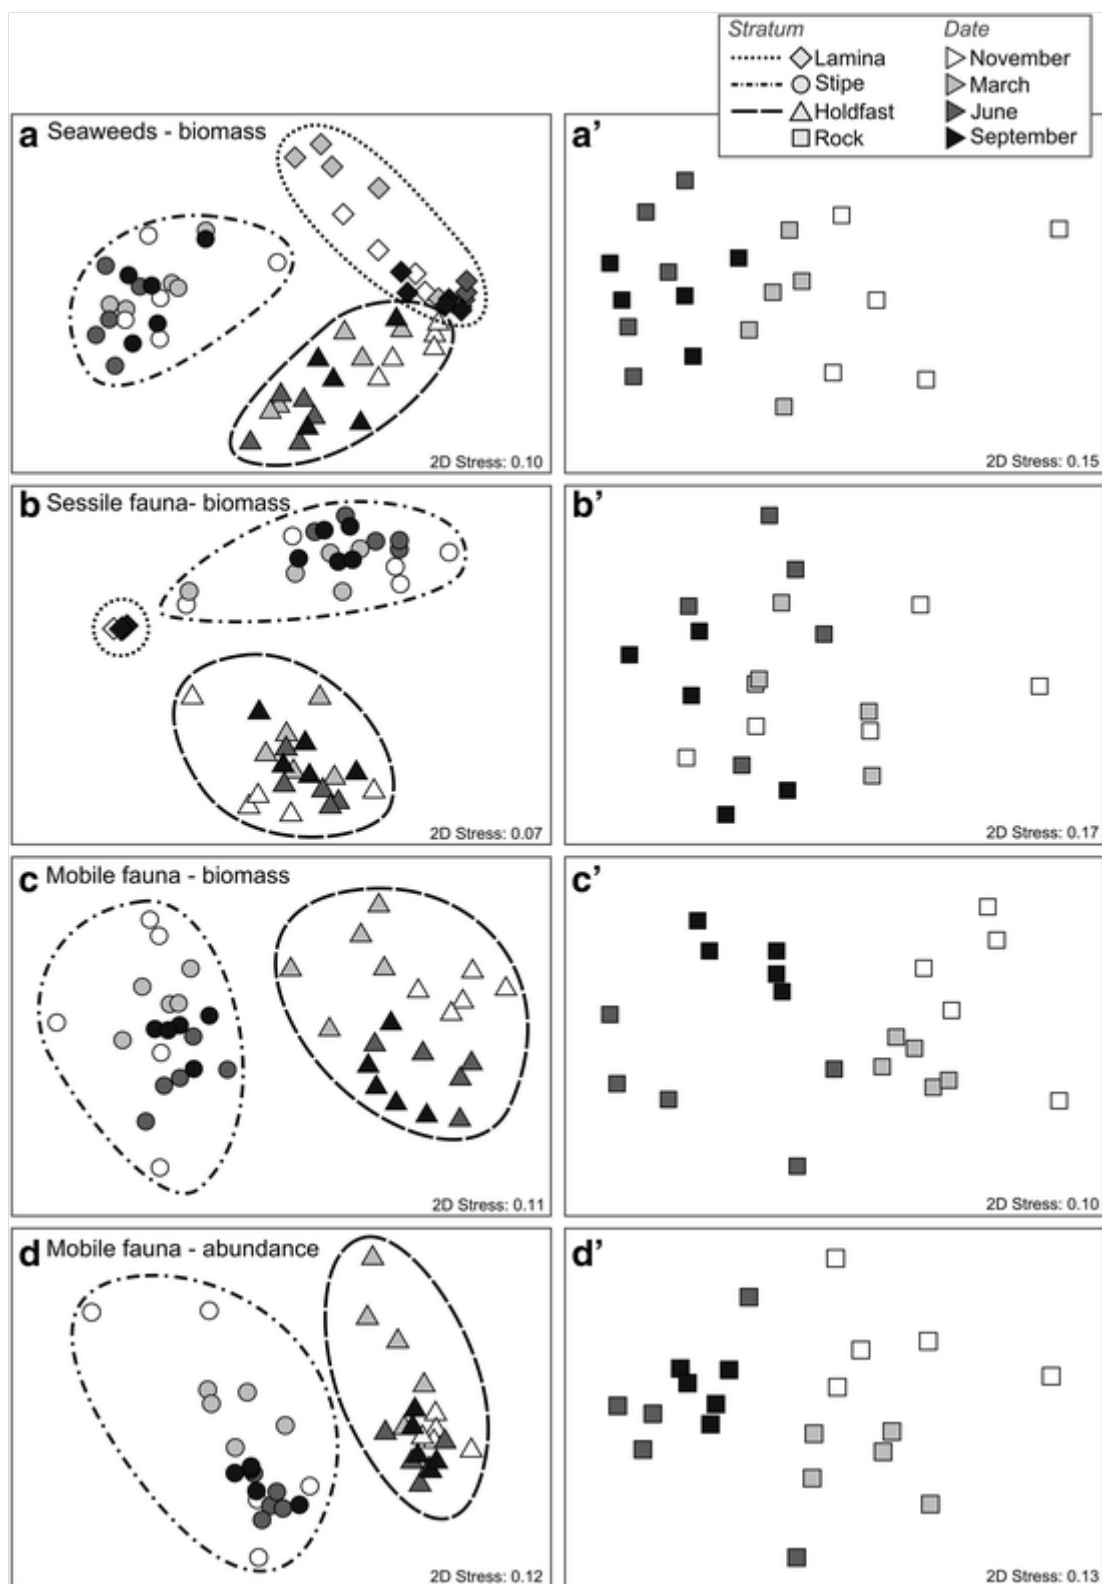 Stratum Date
Lamina November
Stipe March
Holdfast June
Rock September
a Seaweeds - biomass
2D Stress: 0.10
a’
2D Stress: 0.15
b Sessile fauna- biomass
2D Stress: 0.07
b’
2D Stress: 0.17
c Mobile fauna - biomass
2D Stress: 0.11
c’
2D Stress: 0.10
d Mobile fauna - abundance
2D Stress: 0.12
d’
2D Stress: 0.13